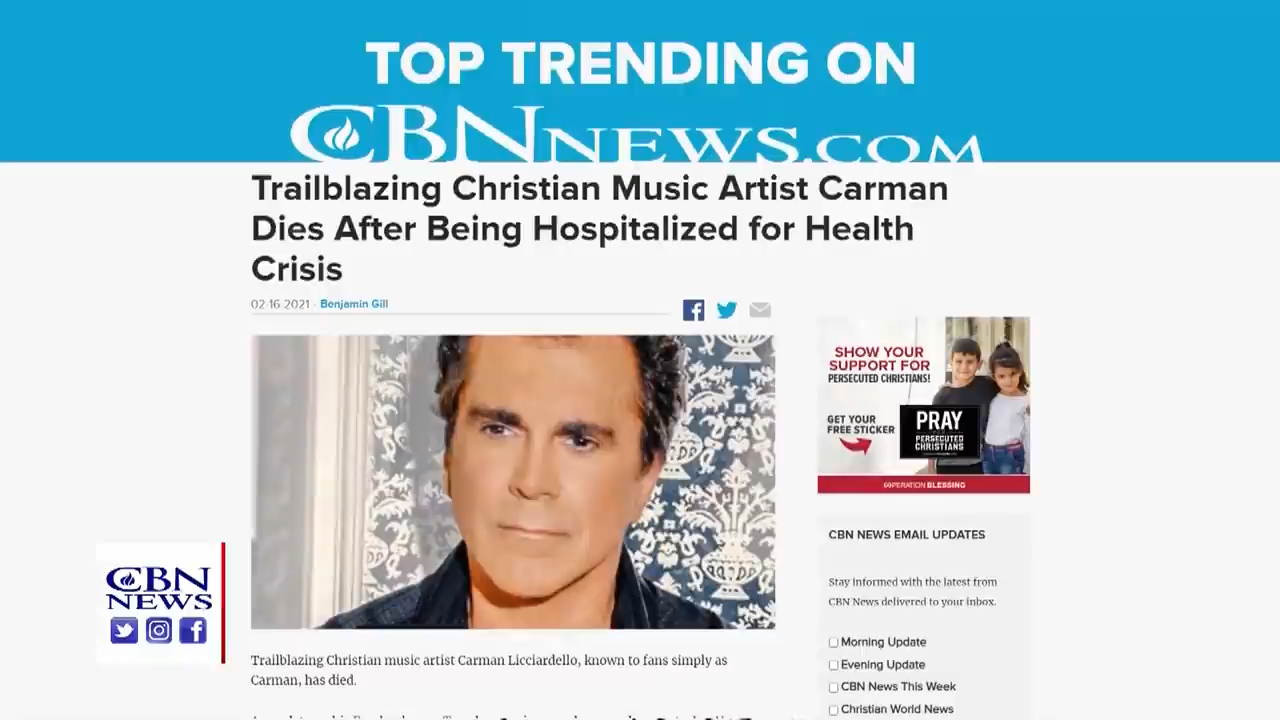 TOP TRENDING ON
CBNNEWS.COM
Trailblazing Christian Music Artist Carman
Dies After Being Hospitalized for Health
Crisis
02-16-2021 - Benjamin Gill
SHOW YOUR
SUPPORT FOR
PERSECUTED CHRISTIANS!
GET YOUR
FREE STICKER
PRAY
PERSECUTED
CHRISTIANS
OPERATION BLESSING
CBN NEWS EMAIL UPDATES
Stay informed with the latest from
CBN News delivered to your inbox.
Morning Update
Evening Update
CBN News This Week
Christian World News
CBN
NEWS
Trailblazing Christian music artist Carman Licciardello, known to fans simply as
Carman, has died.